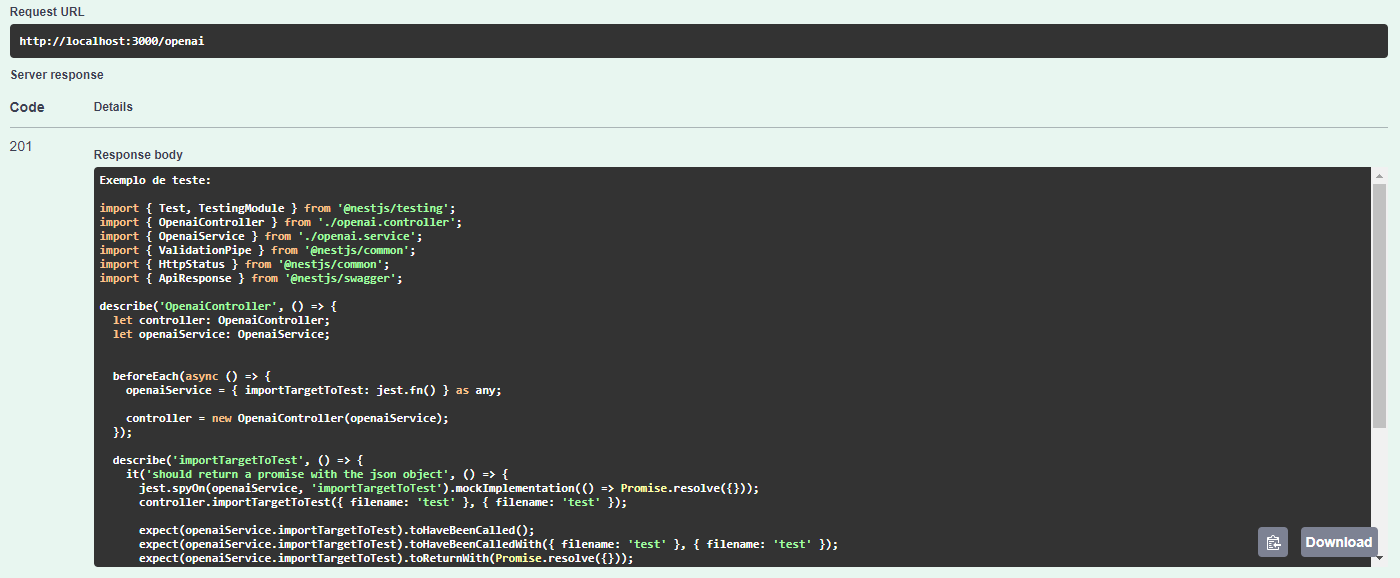 Request URL
http://localhost:3000/openai
Server response
Code Details
201
Response body
Exemplo de teste:
import { Test, TestingModule } from '@nestjs/testing';
import { OpenaiController } from './openai.controller';
import { OpenaiService } from './openai.service';
import { ValidationPipe } from '@nestjs/common';
import { HttpStatus } from '@nestjs/common';
import { ApiResponse } from '@nestjs/swagger';
describe('OpenaiController', () => {
let controller: OpenaiController;
let openaiService: OpenaiService;
beforeEach(async () => {
openaiService = { importTargetToTest: jest.fn() } as any;
controller = new OpenaiController(openaiService);
});
describe('importTargetToTest', () => {
it('should return a promise with the json object', () => {
jest.spyOn(openaiService, 'importTargetToTest').mockImplementation(() => Promise.resolve({}));
controller.importTargetToTest({ filename: 'test' }, { filename: 'test' });
expect(openaiService.importTargetToTest).toHaveBeenCalled();
expect(openaiService.importTargetToTest).toHaveBeenCalledWith({ filename: 'test' }, { filename: 'test' });
expect(openaiService.importTargetToTest).toReturnWith(Promise.resolve({}));
Download